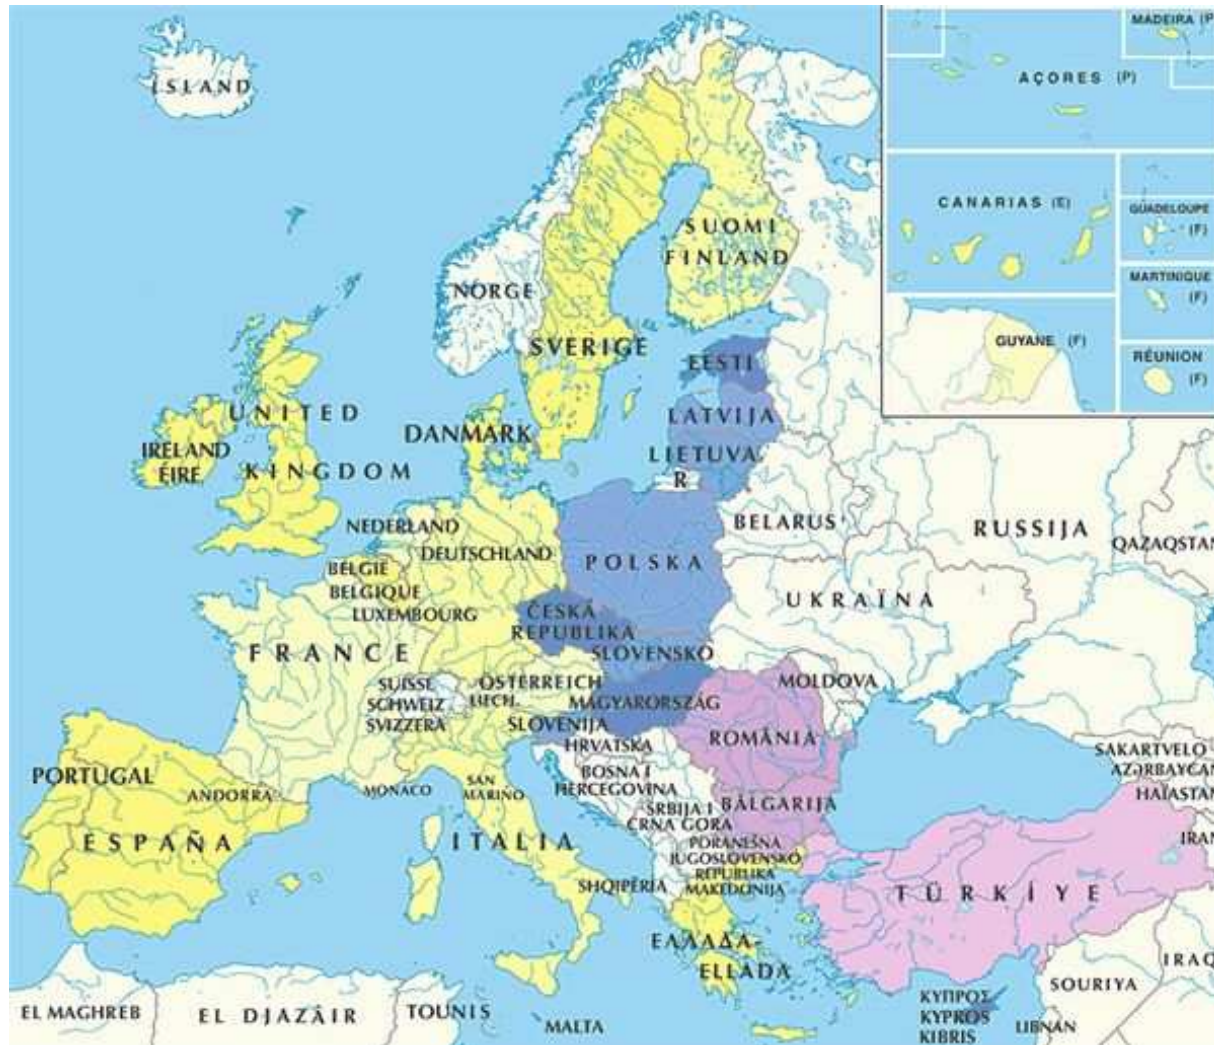 ÍSLAND
MADEIRA (P
AÇORES (P)
CANARIAS (E)
GUADELOUPE
(F)
MARTINIQUE
(F)
GUYANE (F)
RÉUNION
(F)
SUOMI
FINLAND
NORGE
SVERIGE
EESTI
LATVIJA
LIETUVA
R
UNITED
KINGDOM
IRELAND
ÉIRE
DANMARK
NEDERLAND
DEUTSCHLAND
BELGIË
BELGIQUE
LUXEMBOURG
POLSKA
BELARUS'
RUSSIJA
QAZAQSTAN
UKRAÏNA
ČESKÁ
REPUBLIKA
SLOVENSKO
FRANCE
SUISSE
SCHWEIZ
SVIZZERA
ÖSTERREICH
LIECH.
MAGYARORSZÁG
SLOVENIJA
HRVATSKA
MOLDOVA
ROMÂNIA
BOSNA I
HERCEGOVINA
SRBIJA I
CRNA GORA
BĂLGARIJA
PORANEŠNA
JUGOSLOVENSKO
REPUBLIKA
MAKEDONIJA
PORTUGAL
ESPAÑA
ANDORRA
MONACO
SAN
MARINO
ITALIA
SHQIPËRIA
ΕΛΛΑΔΑ-
ELLADA
SAKARTVELO
AZƏRBAYCAN
HAÏASTAN
IRAN
TÜRKİYE
EL MAGHREB
EL DJAZÂIR
TOUNIS
MALTA
ΚΥΠΡΟΣ
KYPROS
KIBRIS
LIBNAN
SOURIYA
IRAQ